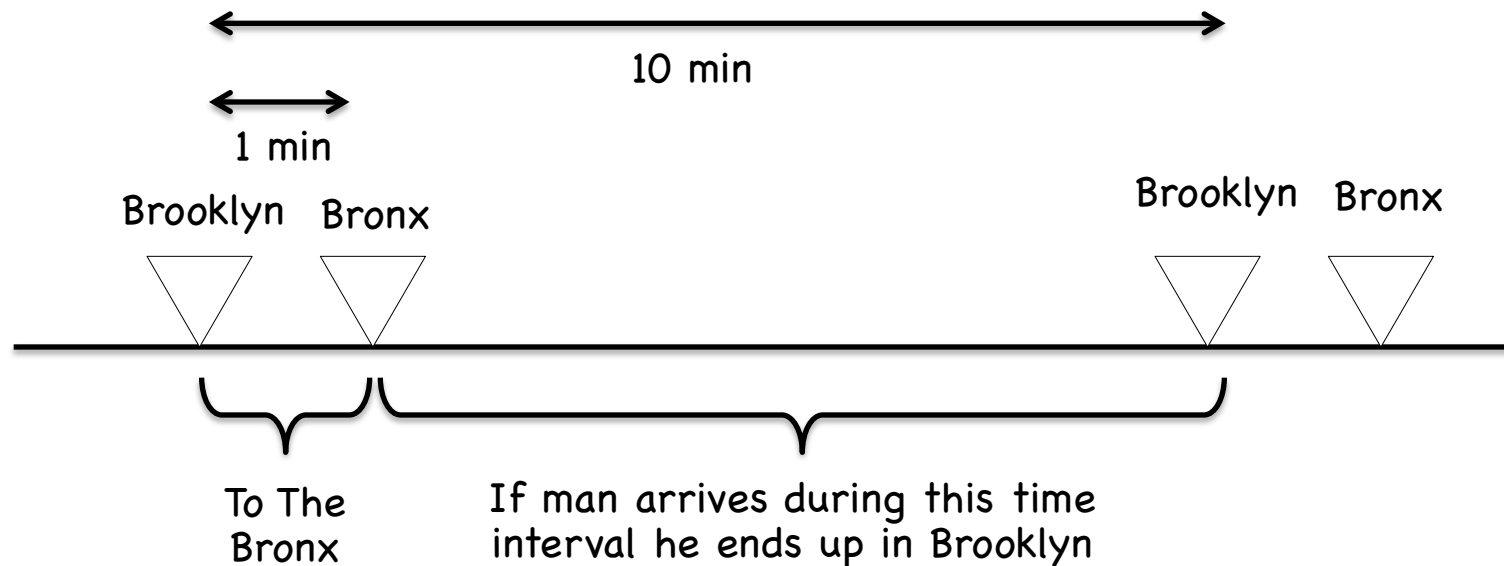 10 min
1 min
Brooklyn Bronx
Brooklyn Bronx
To The
Bronx
If man arrives during this time
interval he ends up in Brooklyn